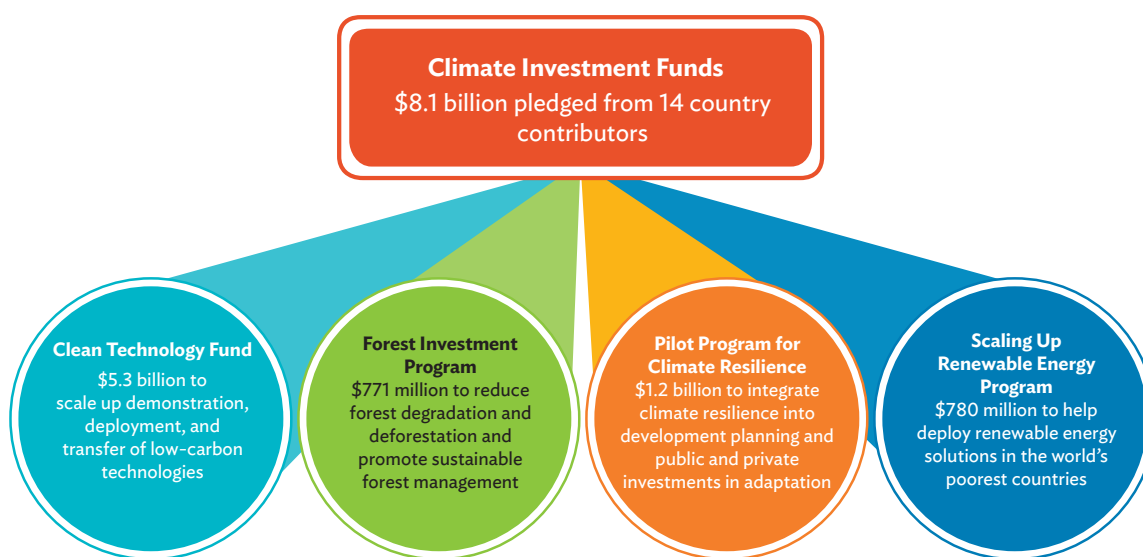 Climate Investment Funds
$8.1 billion pledged from 14 country
contributors
Clean Technology Fund
$5.3 billion to
scale up demonstration,
deployment, and
transfer of low-carbon
technologies
Forest Investment
Program
$771 million to reduce
forest degradation and
deforestation and
promote sustainable
forest management
Pilot Program for
Climate Resilience
$1.2 billion to integrate
climate resilience into
development planning and
public and private
investments in adaptation
Scaling Up
Renewable Energy
Program
$780 million to help
deploy renewable energy
solutions in the world’s
poorest countries